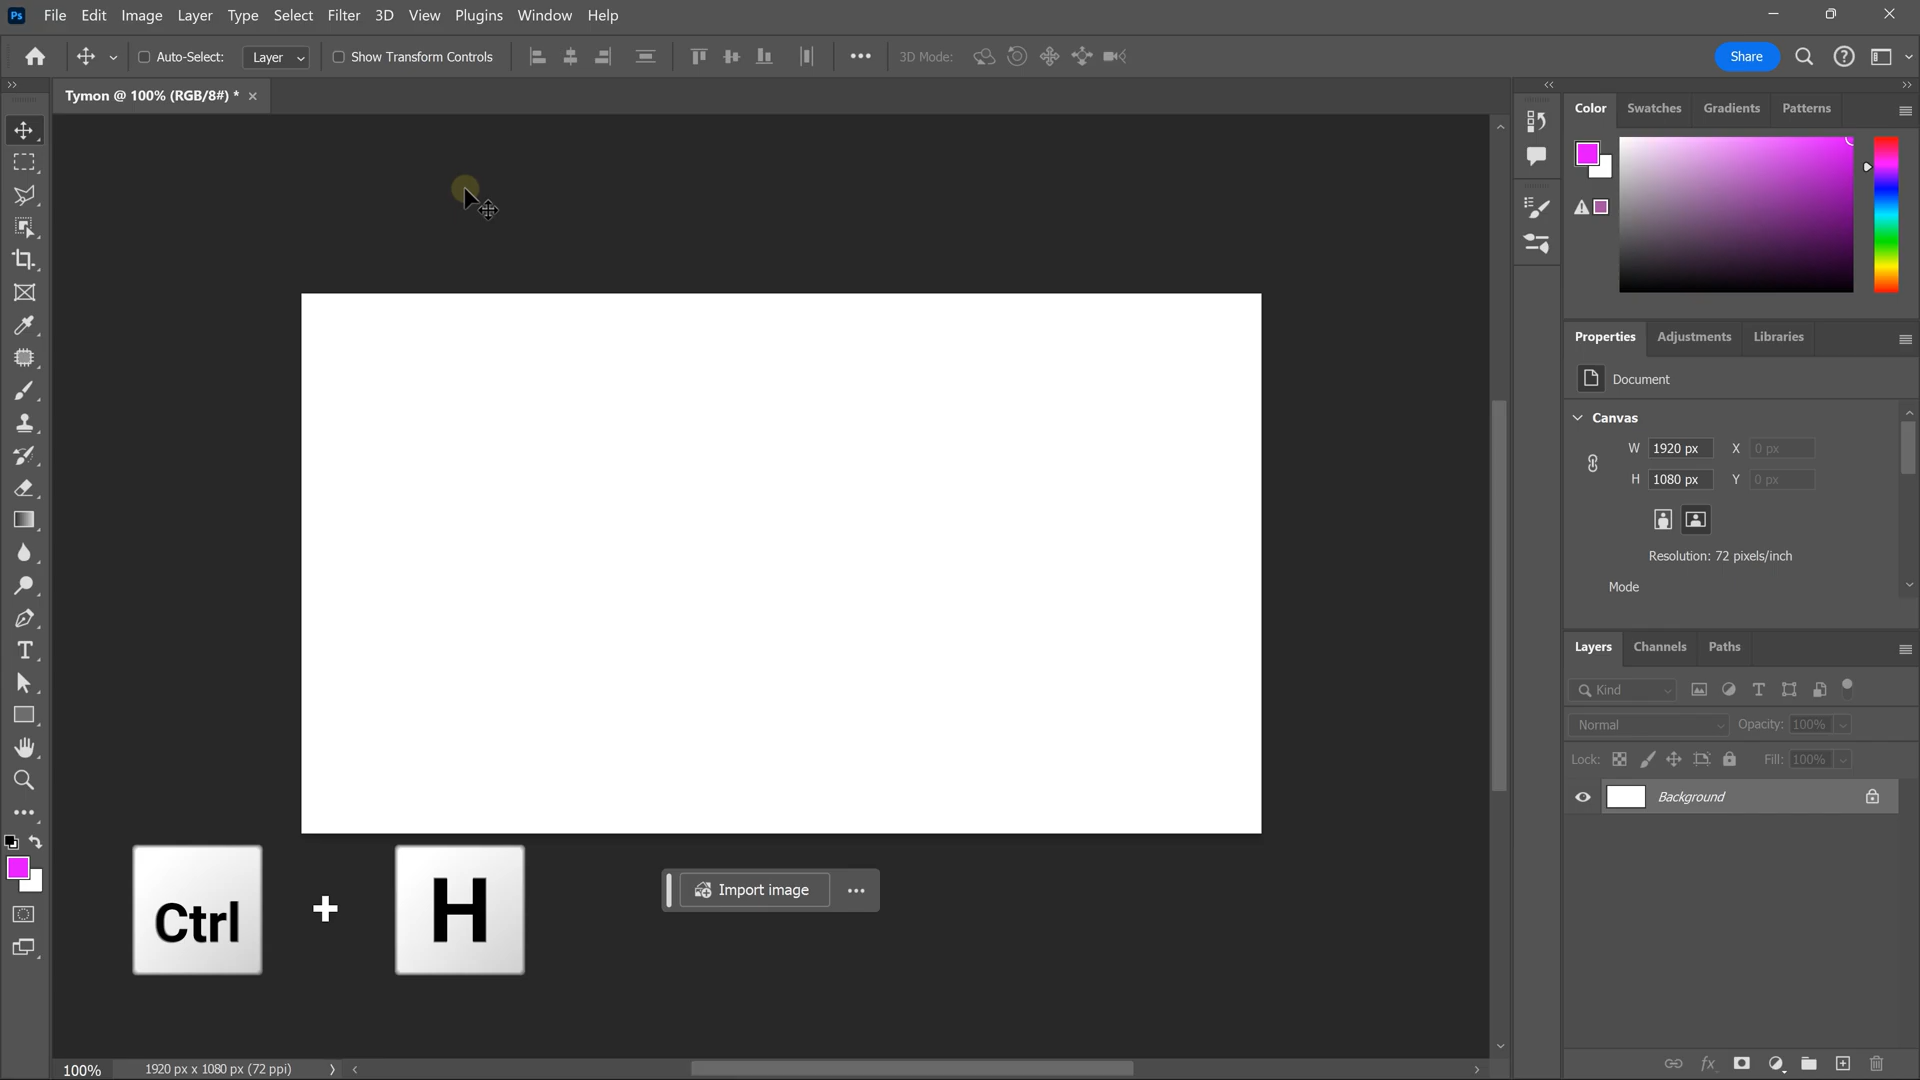 Ps File Edit Image Layer Type Select Filter 3D View Plugins Window Help
Auto-Select: Layer Show Transform Controls 3D Mode: Share
Tymon @ 100% (RGB/8#) *
Color Swatches Gradients Patterns
Properties Adjustments Libraries
Document
Canvas
W 1920 px X 0 px
H 1080 px Y 0 px
Resolution: 72 pixels/inch
Mode
Layers Channels Paths
Kind
Normal Opacity: 100%
Lock: Fill: 100%
Background
Import image
Ctrl + H
100% 1920 px x 1080 px (72 ppi)